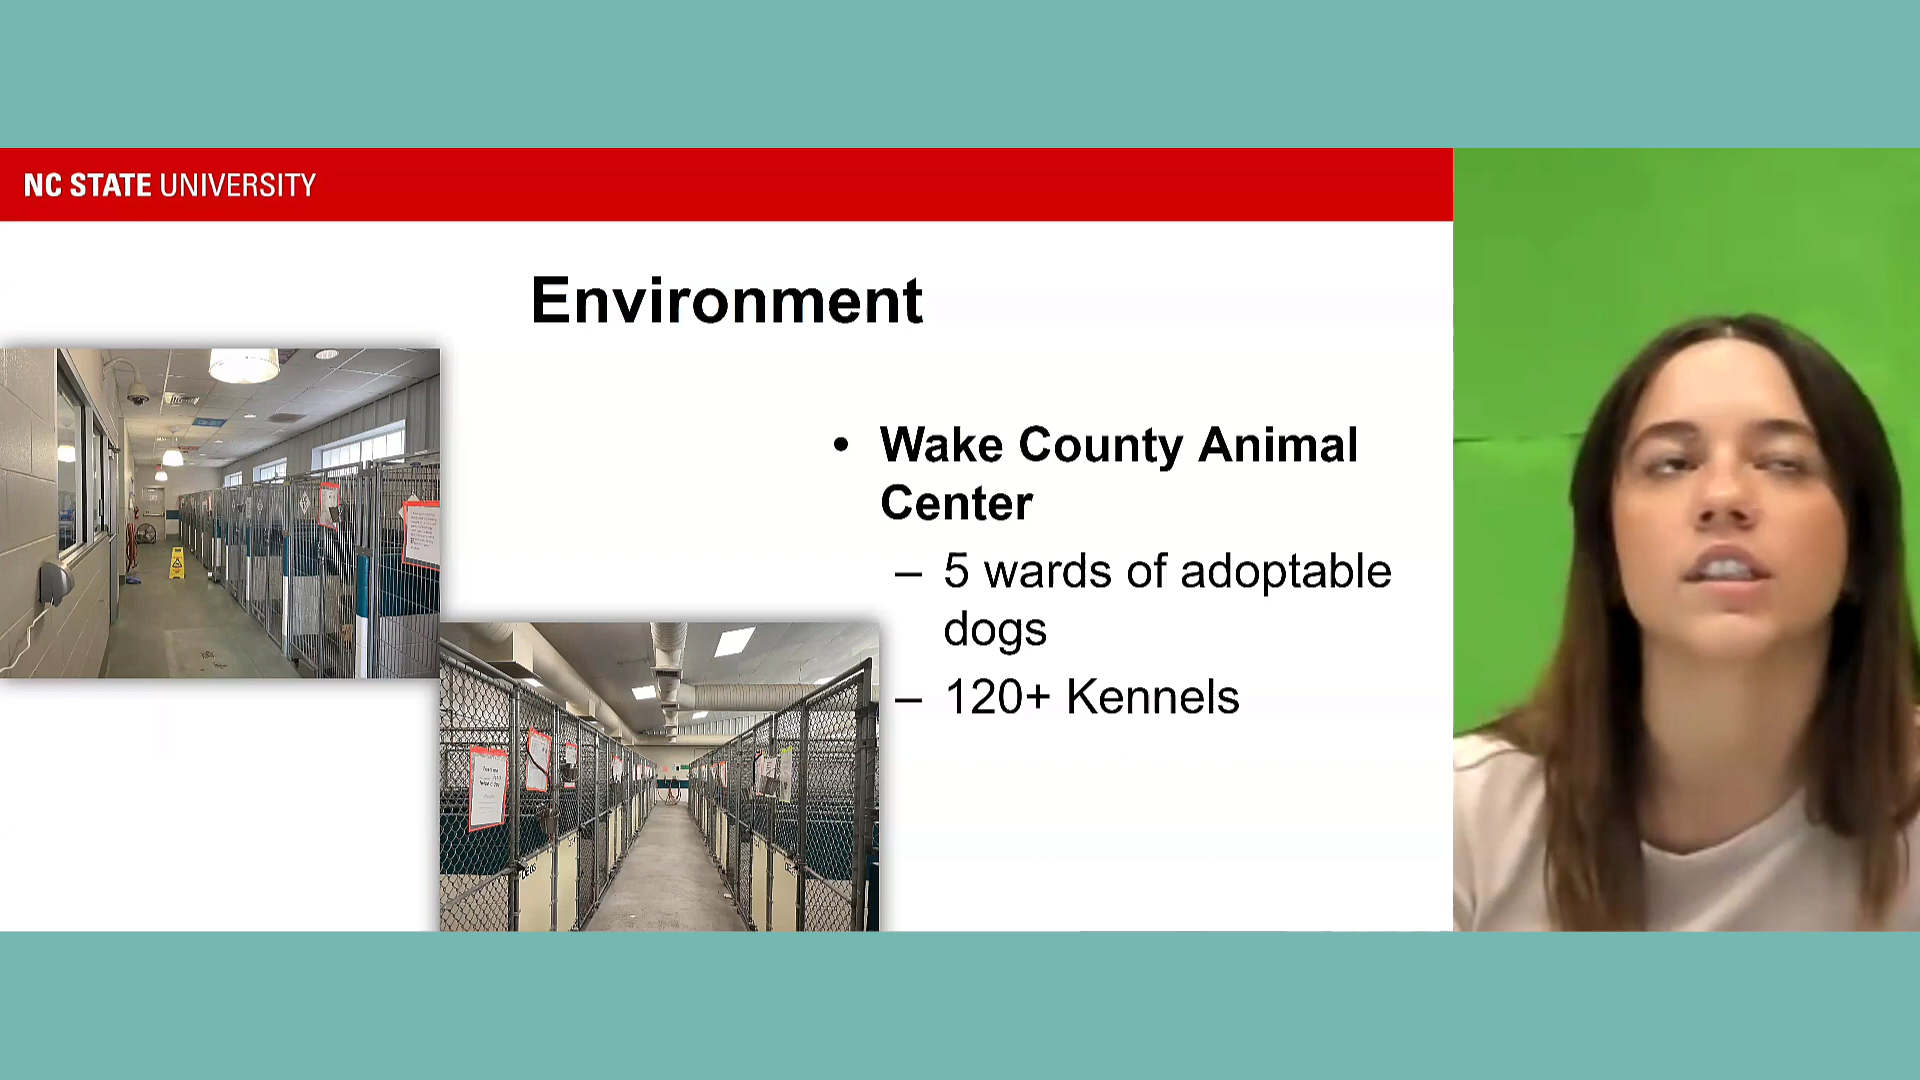 NC STATE UNIVERSITY
Environment
• Wake County Animal
Center
– 5 wards of adoptable
dogs
– 120+ Kennels